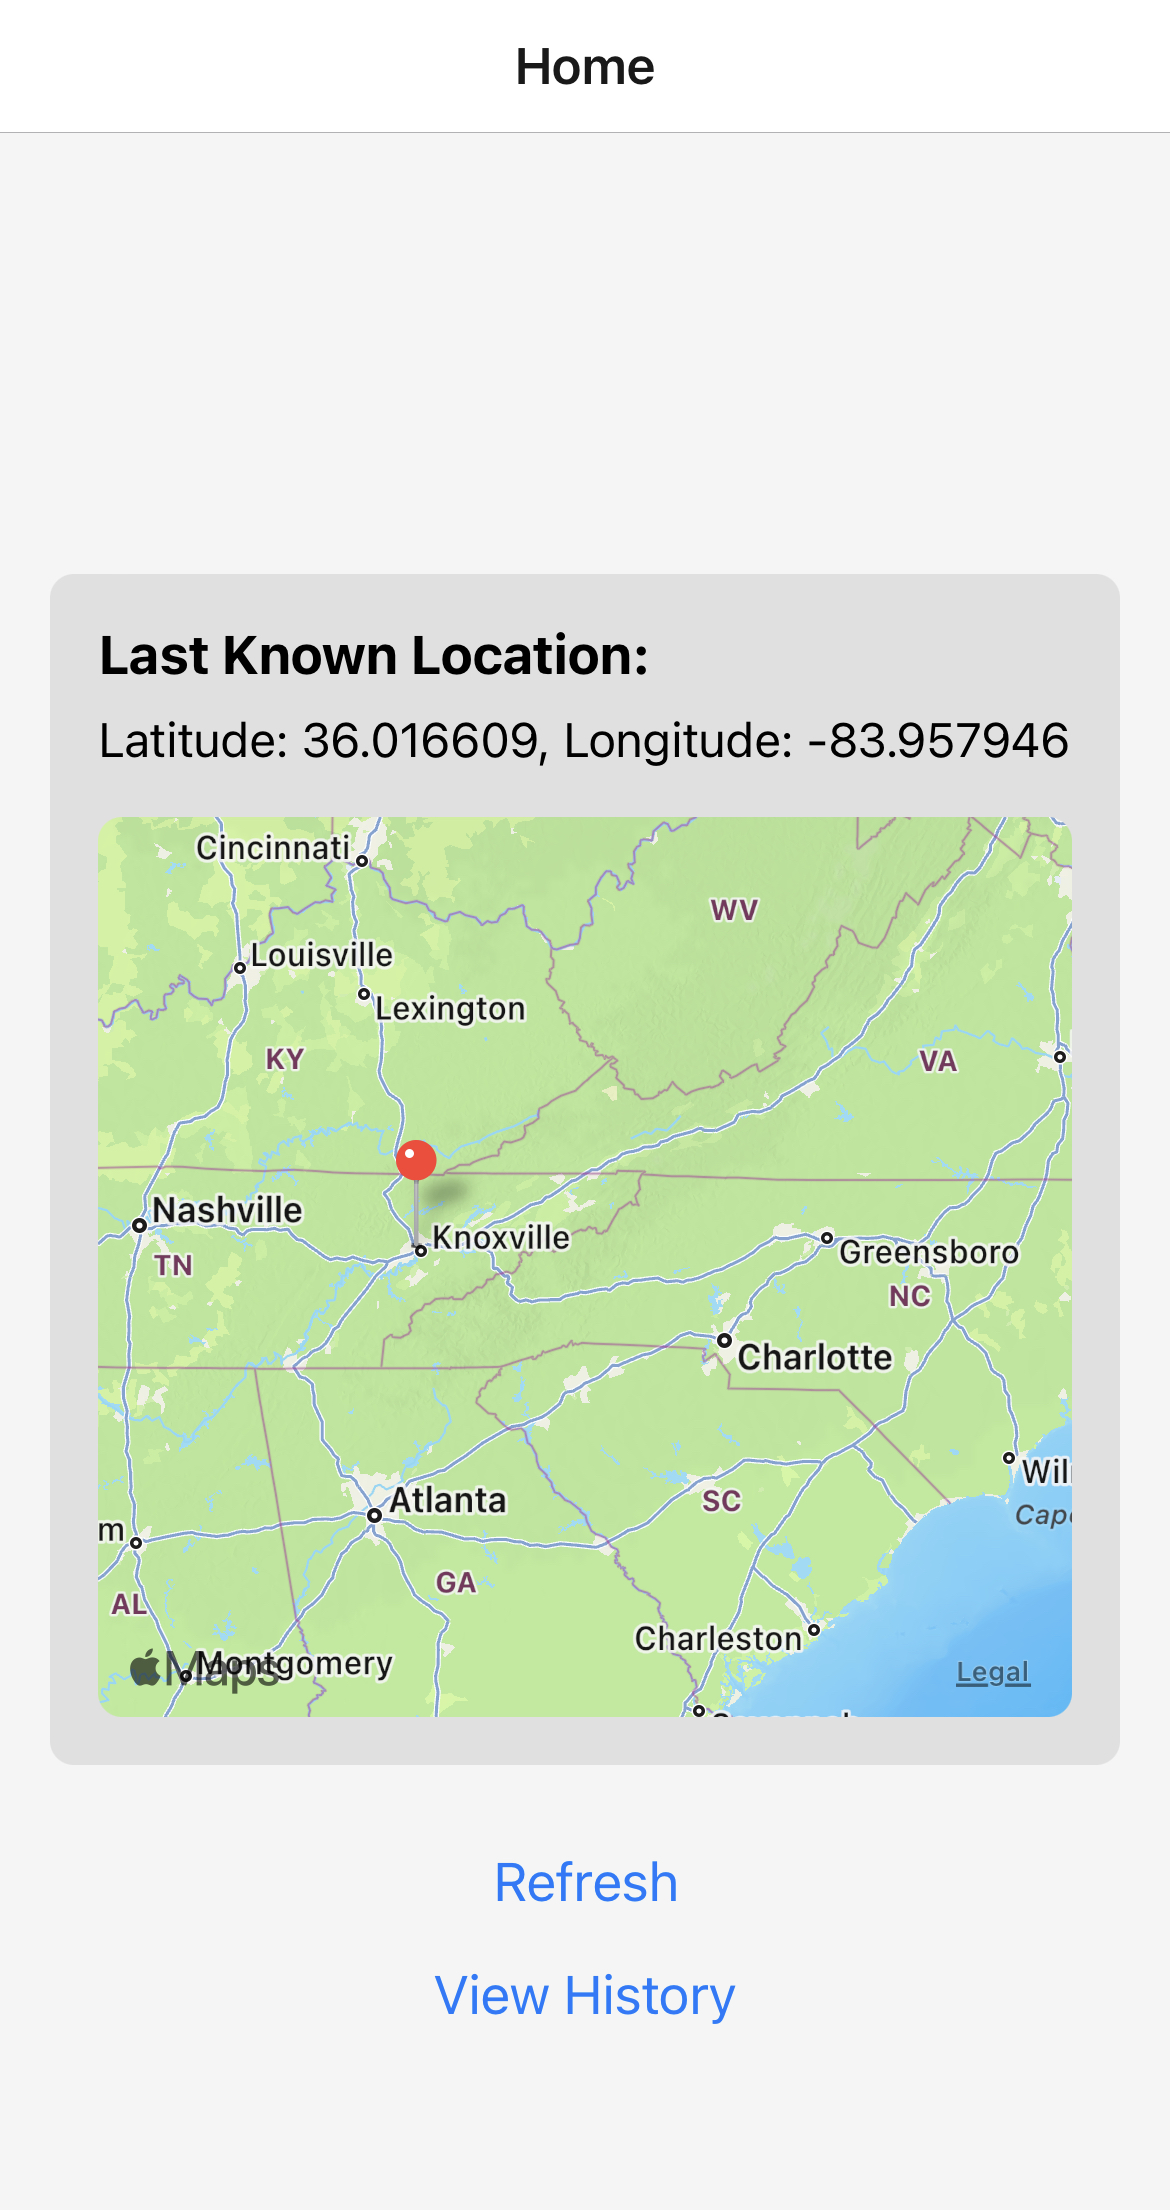 Home
Last Known Location:
Latitude: 36.016609, Longitude: -83.957946
Cincinnati
WV
Louisville
Lexington
KY
VA
Nashville
Knoxville
TN
Greensboro
NC
Charlotte
Wil
Atlanta
SC
Cape
m
GA
AL
Charleston
Montgomery
Maps
Legal
Refresh
View History